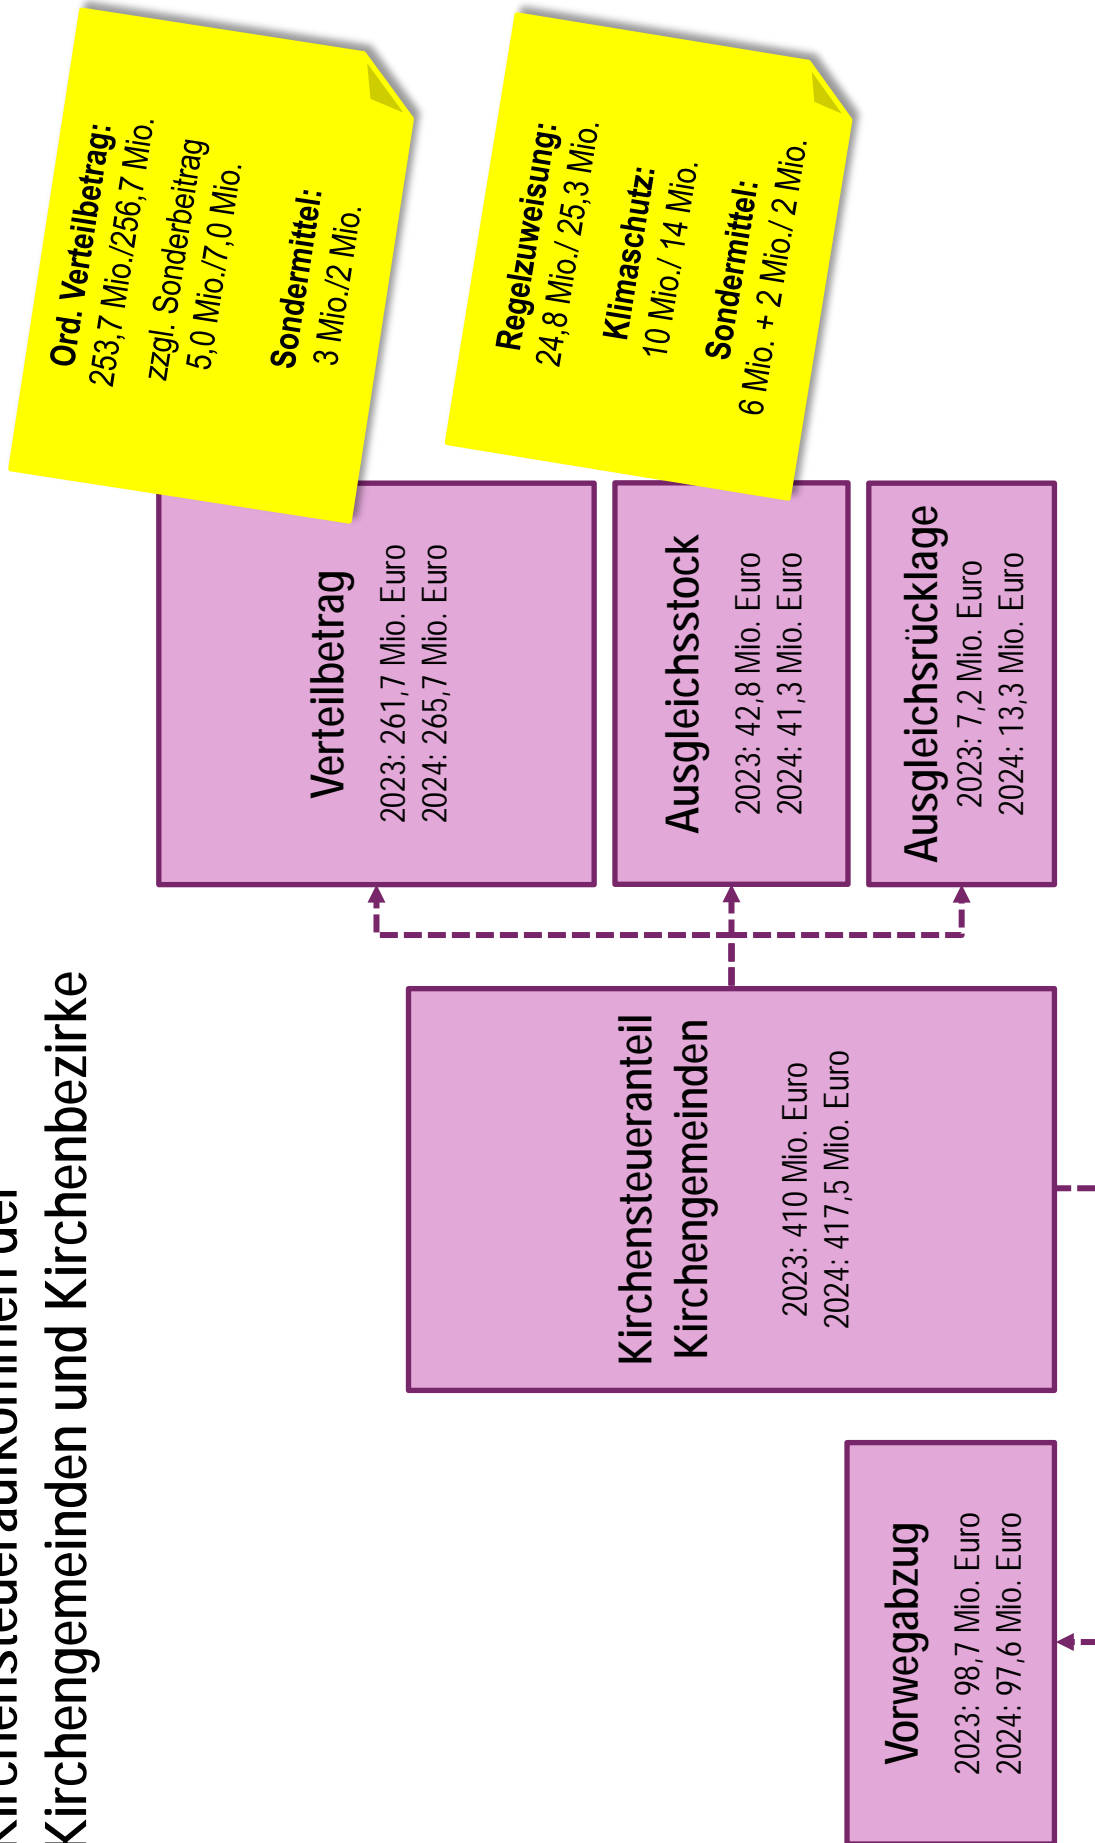 Kirchensteueraufkommen der
Kirchengemeinden und Kirchenbezirke
Vorwegabzug
2023: 98,7 Mio. Euro
2024: 97,6 Mio. Euro
Kirchensteueranteil
Kirchengemeinden
2023: 410 Mio. Euro
2024: 417,5 Mio. Euro
Verteilbetrag
2023: 261,7 Mio. Euro
2024: 265,7 Mio. Euro
Ausgleichsstock
2023: 42,8 Mio. Euro
2024: 41,3 Mio. Euro
Ausgleichsrücklage
2023: 7,2 Mio. Euro
2024: 13,3 Mio. Euro
Ord. Verteilbetrag:
253,7 Mio./256,7 Mio.
zzgl. Sonderbeitrag
5,0 Mio./7,0 Mio.
Sondermittel:
3 Mio./2 Mio.
Regelzuweisung:
24,8 Mio./ 25,3 Mio.
Klimaschutz:
10 Mio./ 14 Mio.
Sondermittel:
6 Mio. + 2 Mio./ 2 Mio.